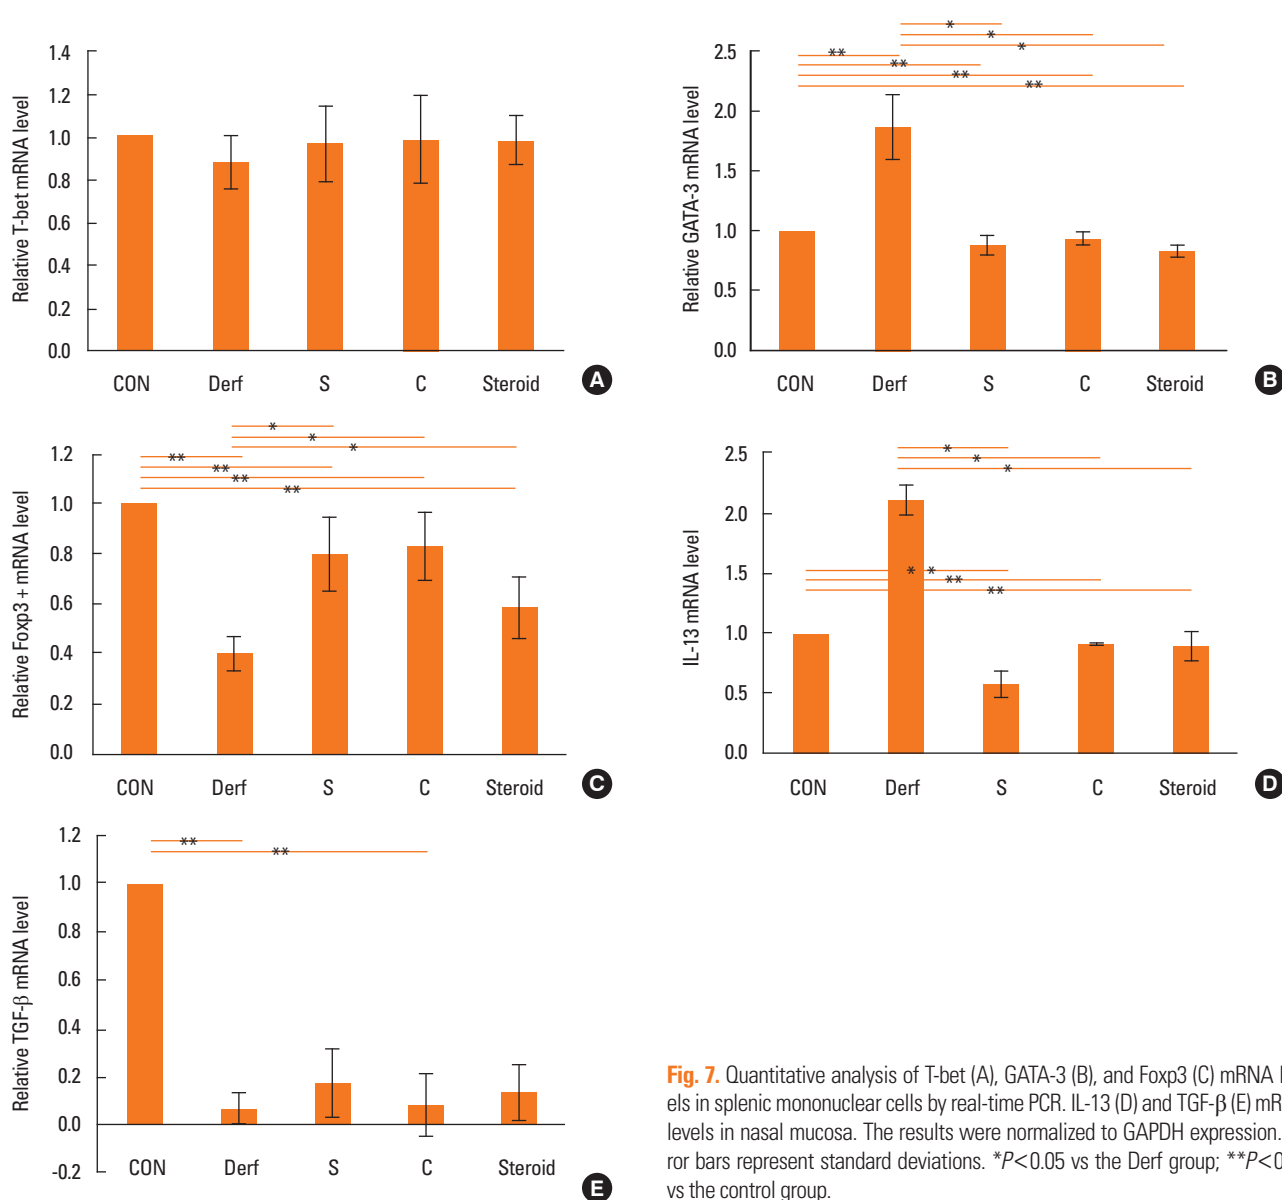 Relative T-bet mRNA level
1.4
1.2
1.0
0.8
0.6
0.4
0.2
0.0
CON Derf S C Steroid
A
Relative GATA-3 mRNA level
2.5
2.0
1.5
1.0
0.5
0.0
*
*
*
**
**
**
**
CON Derf S C Steroid
B
Relative Foxp3 + mRNA level
1.2
1.0
0.8
0.6
0.4
0.2
0.0
*
*
*
**
**
**
**
CON Derf S C Steroid
C
IL-13 mRNA level
2.5
2.0
1.5
1.0
0.5
0.0
*
*
*
* *
**
**
CON Derf S C Steroid
D
Relative TGF-β mRNA level
1.2
1.0
0.8
0.6
0.4
0.2
0.0
-0.2
**
**
CON Derf S C Steroid
E
Fig. 7. Quantitative analysis of T-bet (A), GATA-3 (B), and Foxp3 (C) mRNA
els in splenic mononuclear cells by real-time PCR. IL-13 (D) and TGF-β (E) mR
levels in nasal mucosa. The results were normalized to GAPDH expression.
ror bars represent standard deviations. *P<0.05 vs the Derf group; **P<0
vs the control group.